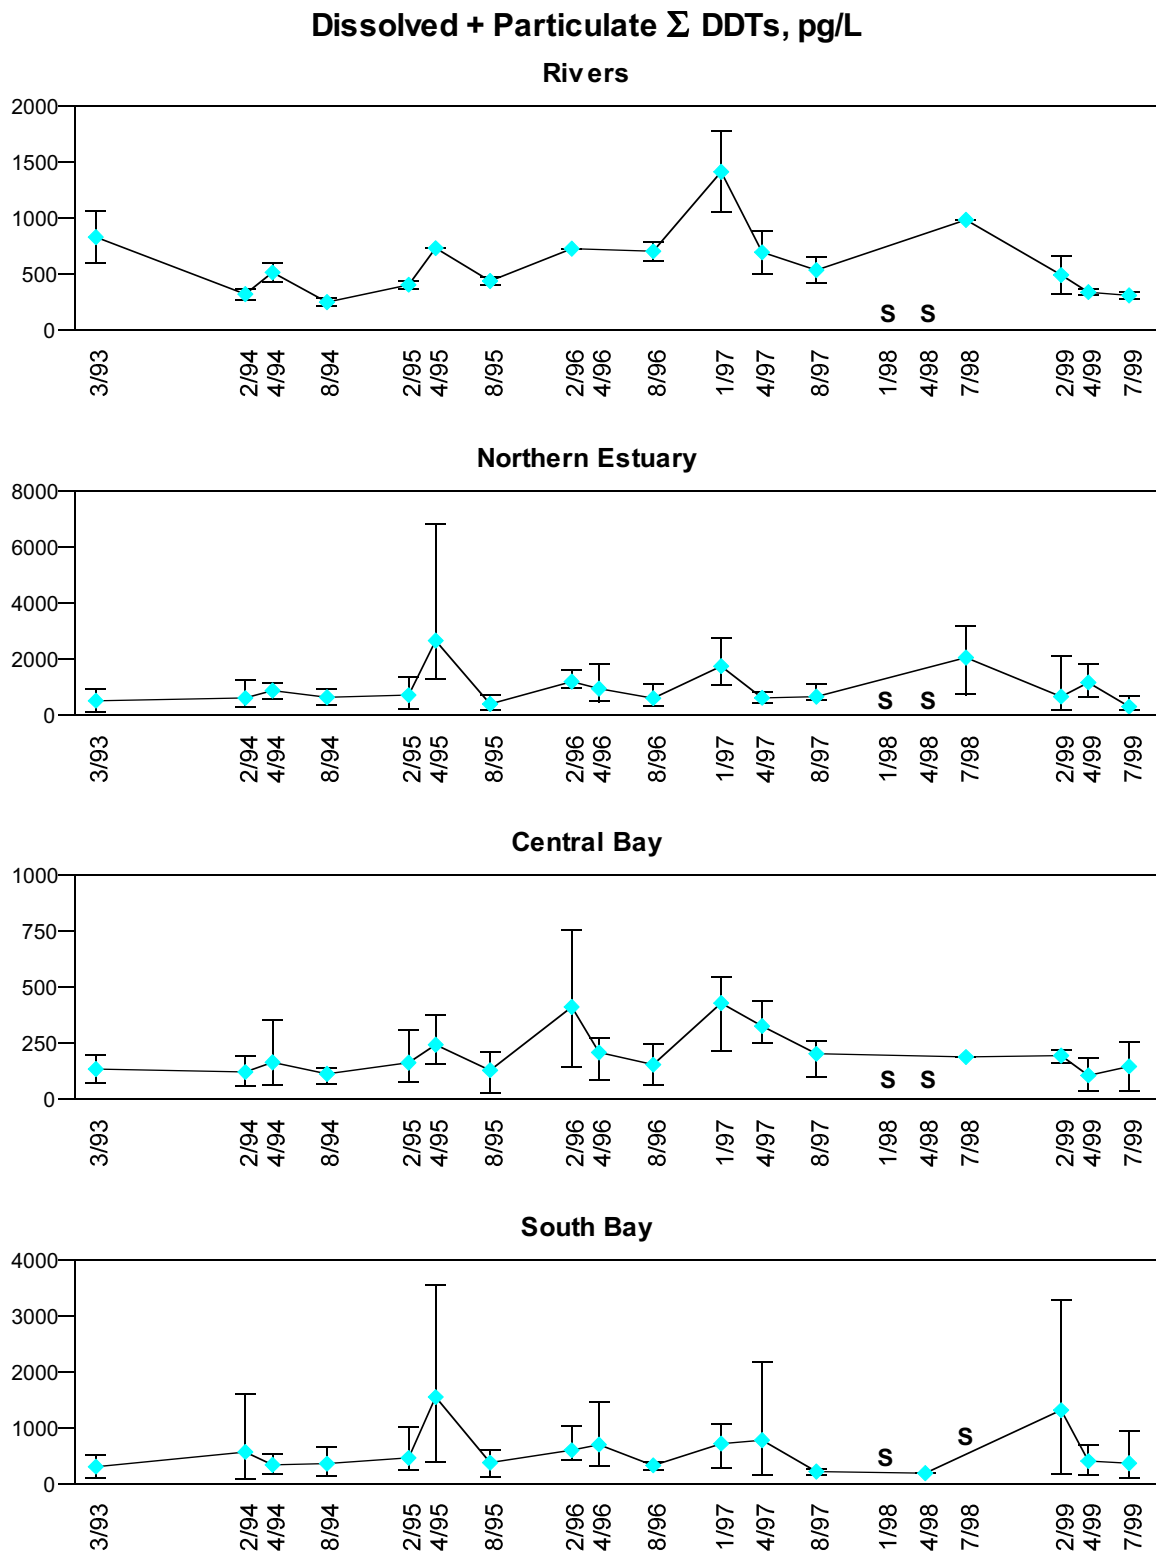 Dissolved + Particulate Σ DDTs, pg/L
Rivers
2000
1500
1000
500
0
S S
3/93 2/94 4/94 8/94 2/95 4/95 8/95 2/96 4/96 8/96 1/97 4/97 8/97 1/98 4/98 7/98 2/99 4/99 7/99
Northern Estuary
8000
6000
4000
2000
0
S S
3/93 2/94 4/94 8/94 2/95 4/95 8/95 2/96 4/96 8/96 1/97 4/97 8/97 1/98 4/98 7/98 2/99 4/99 7/99
Central Bay
1000
750
500
250
0
S S
3/93 2/94 4/94 8/94 2/95 4/95 8/95 2/96 4/96 8/96 1/97 4/97 8/97 1/98 4/98 7/98 2/99 4/99 7/99
South Bay
4000
3000
2000
1000
0
S S
3/93 2/94 4/94 8/94 2/95 4/95 8/95 2/96 4/96 8/96 1/97 4/97 8/97 1/98 4/98 7/98 2/99 4/99 7/99